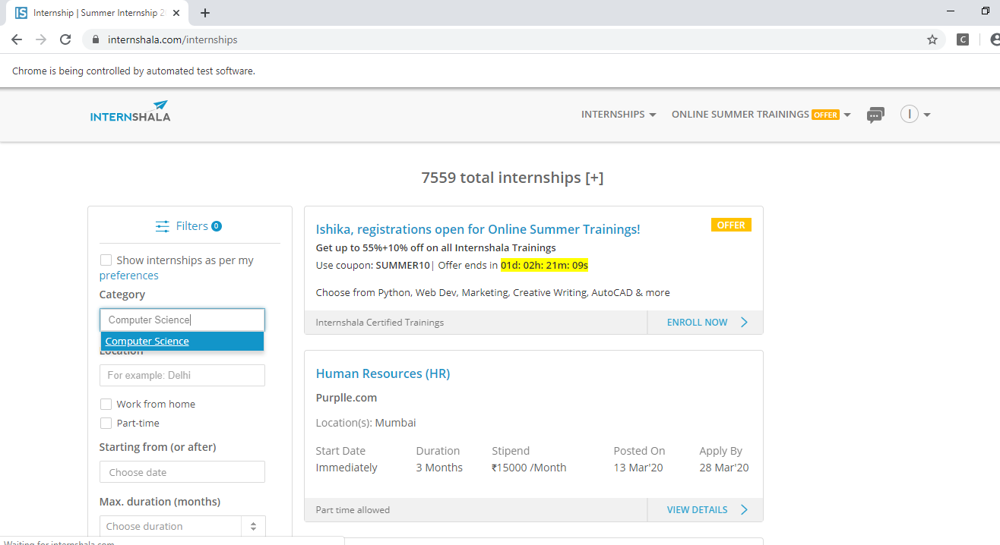 Internship | Summer Internship 2
internshala.com/internships
C
Chrome is being controlled by automated test software.
INTERNSHALA
INTERNSHIPS
ONLINE SUMMER TRAININGS OFFER
I
7559 total internships [+]
Filters 0
Show internships as per my
preferences
Category
Computer Science
Computer Science
Location
For example: Delhi
Work from home
Part-time
Starting from (or after)
Choose date
Max. duration (months)
Choose duration
Ishika, registrations open for Online Summer Trainings!
OFFER
Get up to 55%+10% off on all Internshala Trainings
Use coupon: SUMMER10| Offer ends in 01d: 02h: 21m: 09s
Choose from Python, Web Dev, Marketing, Creative Writing, AutoCAD & more
Internshala Certified Trainings
ENROLL NOW
Human Resources (HR)
Purplle.com
Location(s): Mumbai
Start Date Duration Stipend Posted On Apply By
Immediately 3 Months ₹15000 /Month 13 Mar'20 28 Mar'20
Part time allowed
VIEW DETAILS
Waiting for internshala.com